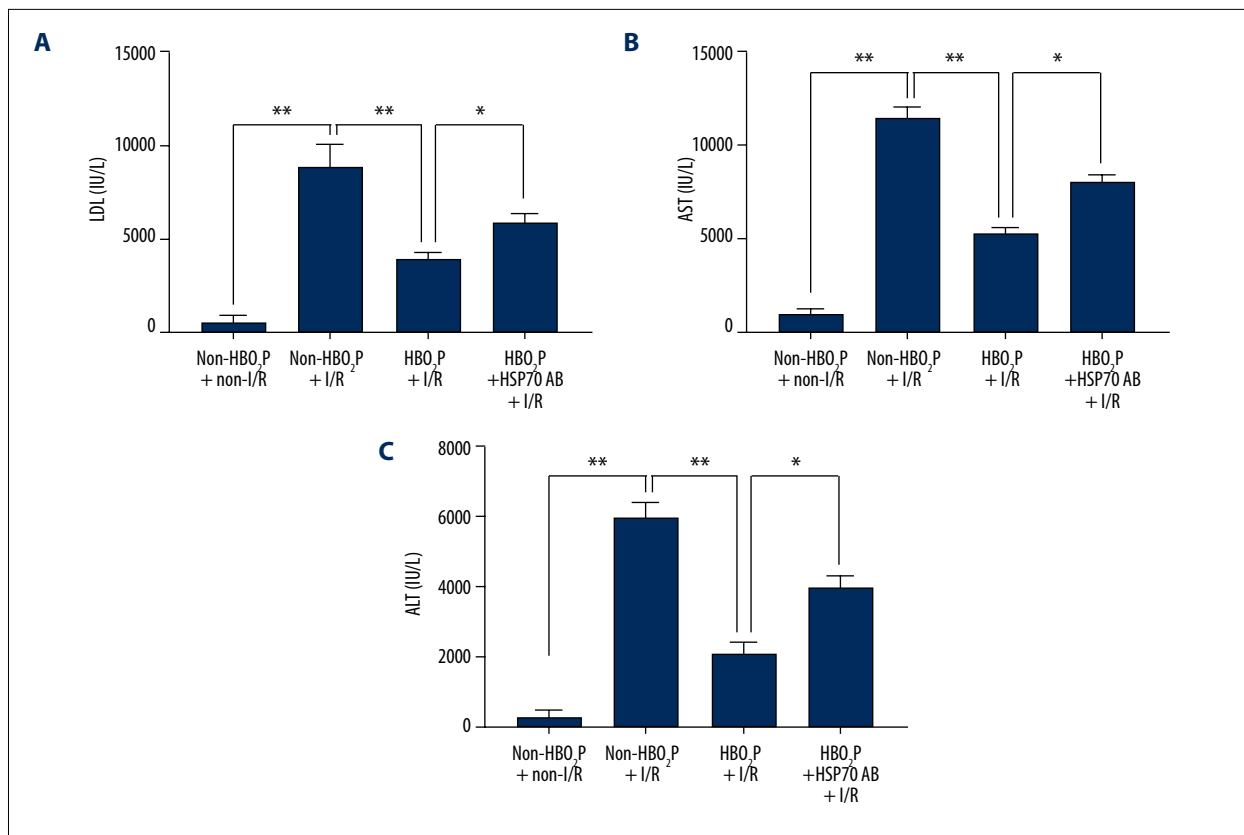 A
LDL (IU/L)
15000
10000
5000
0
**
**
*
Non-HBO₂P
+ non-I/R
Non-HBO₂P
+ I/R
HBO₂P
+ I/R
HBO₂P
+HSP70 AB
+ I/R
B
AST (IU/L)
15000
10000
5000
0
**
**
*
Non-HBO₂P
+ non-I/R
Non-HBO₂P
+ I/R
HBO₂P
+ I/R
HBO₂P
+HSP70 AB
+ I/R
C
ALT (IU/L)
8000
6000
4000
2000
0
**
**
*
Non-HBO₂P
+ non-I/R
Non-HBO₂P
+ I/R
HBO₂P
+ I/R
HBO₂P
+HSP70 AB
+ I/R